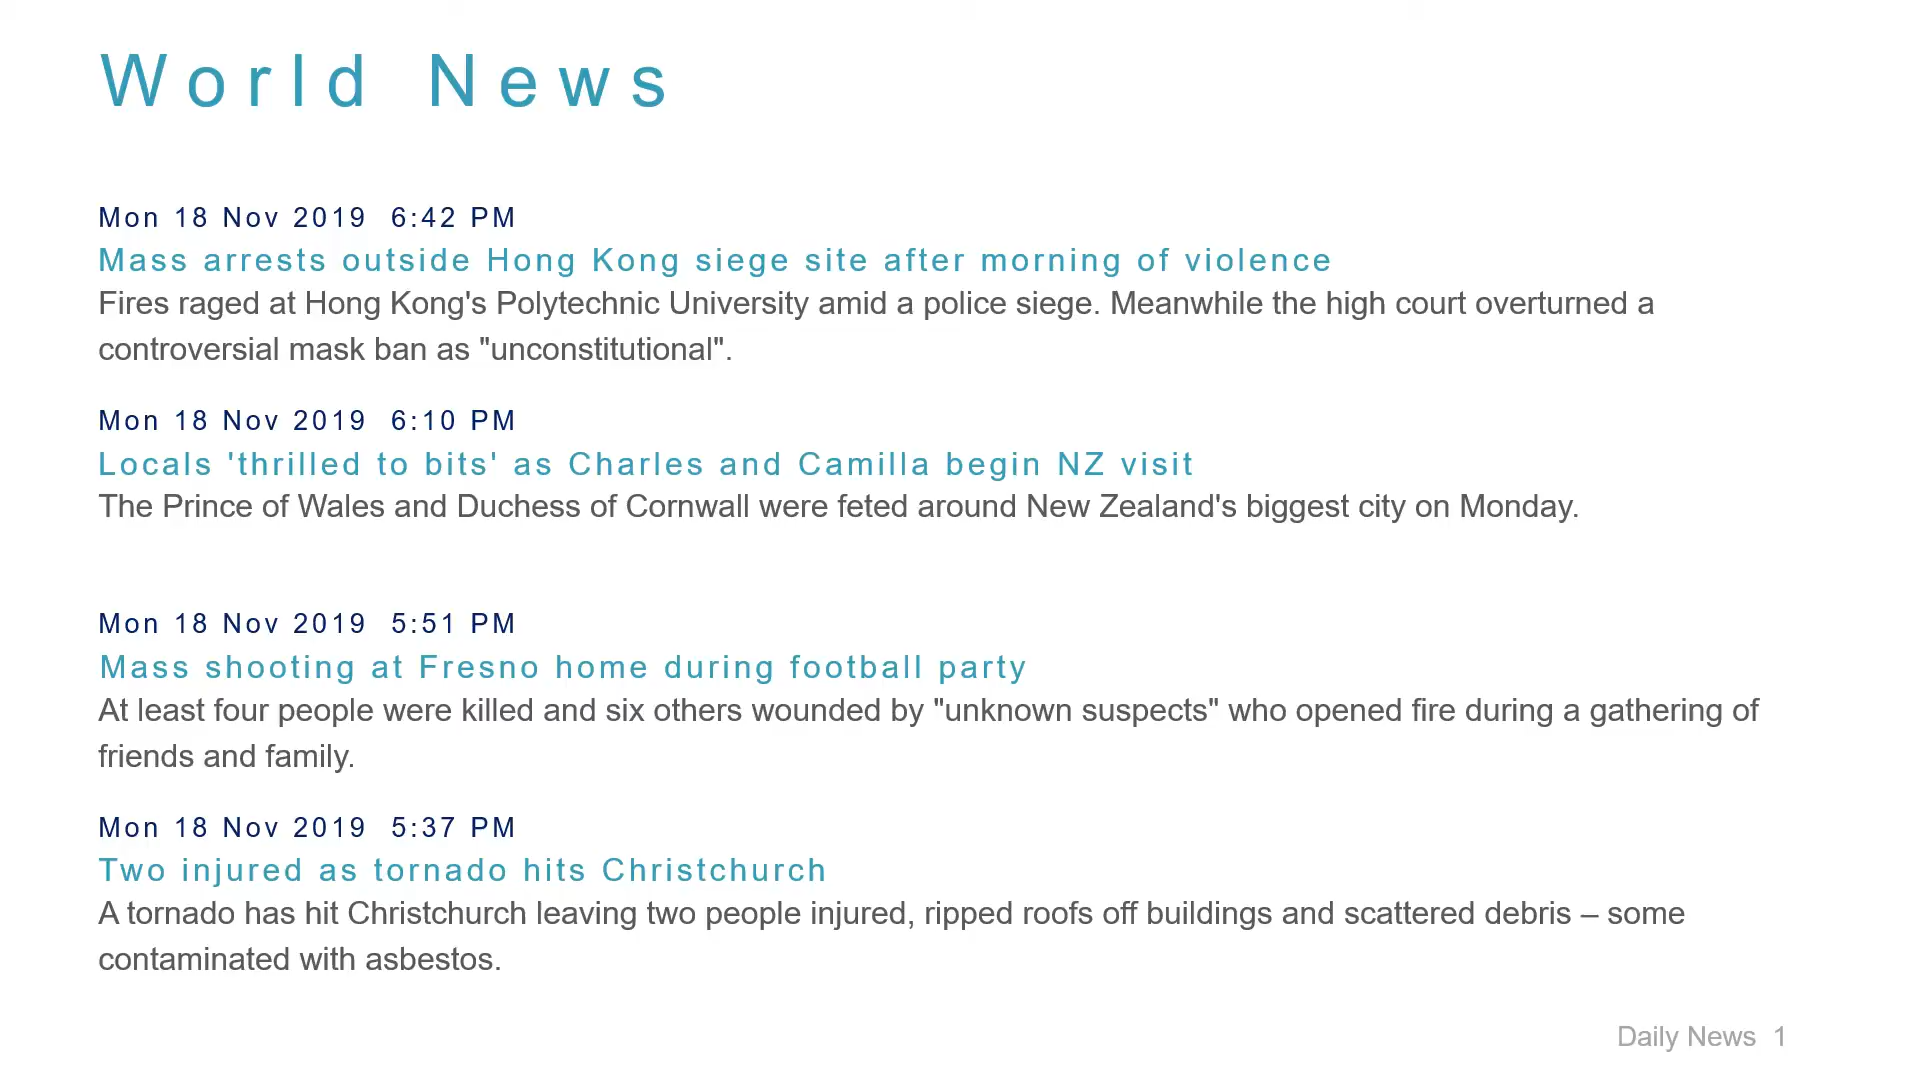 World News
Mon 18 Nov 2019 6:42 PM
Mass arrests outside Hong Kong siege site after morning of violence
Fires raged at Hong Kong's Polytechnic University amid a police siege. Meanwhile the high court overturned a
controversial mask ban as "unconstitutional".
Mon 18 Nov 2019 6:10 PM
Locals 'thrilled to bits' as Charles and Camilla begin NZ visit
The Prince of Wales and Duchess of Cornwall were feted around New Zealand's biggest city on Monday.
Mon 18 Nov 2019 5:51 PM
Mass shooting at Fresno home during football party
At least four people were killed and six others wounded by "unknown suspects" who opened fire during a gathering of
friends and family.
Mon 18 Nov 2019 5:37 PM
Two injured as tornado hits Christchurch
A tornado has hit Christchurch leaving two people injured, ripped roofs off buildings and scattered debris – some
contaminated with asbestos.
Daily News 1